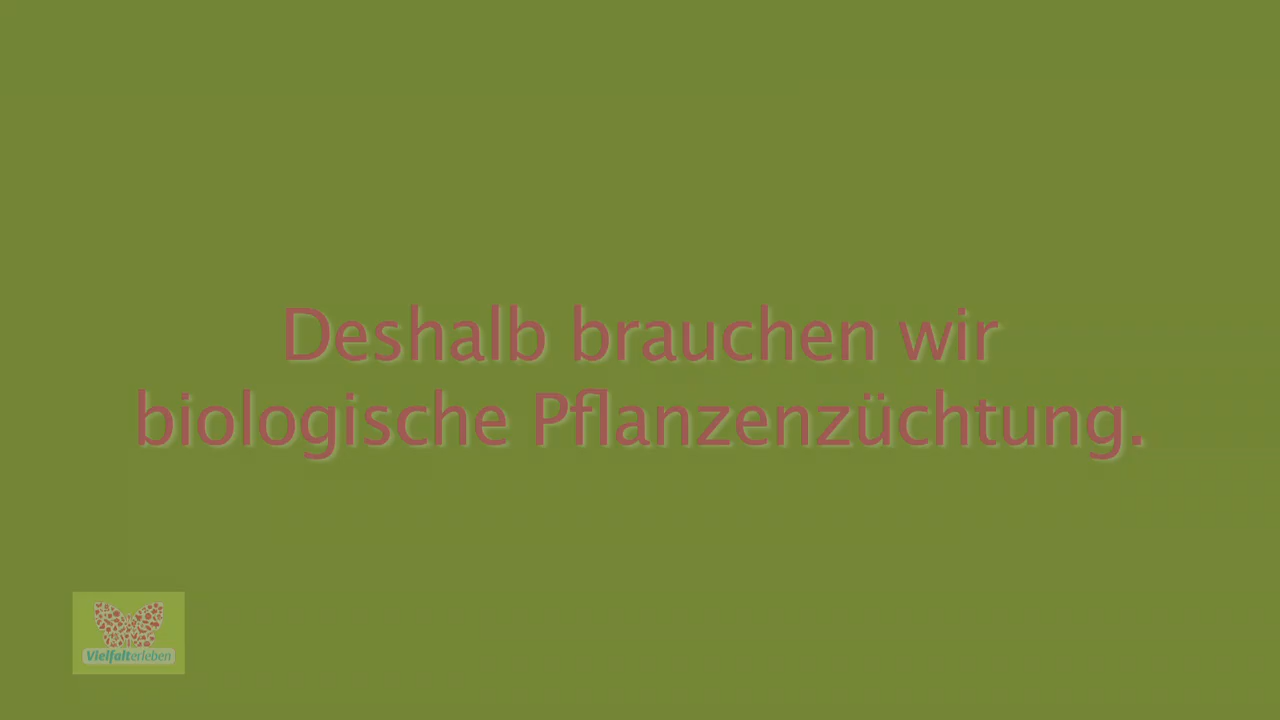 Deshalb brauchen wir
biologische Pflanzenzüchtung.
Vielfalterleben